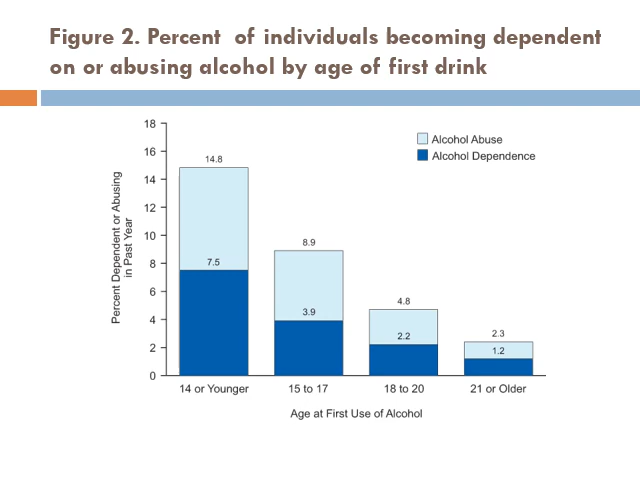 Figure 2. Percent  of individuals becoming dependent
on or abusing alcohol by age of first drink
18
16
14
12
10
8
6
4
2
0
Percent Dependent or Abusing
in Past Year
Alcohol Abuse
Alcohol Dependence
14.8
7.5
8.9
3.9
4.8
2.2
2.3
1.2
14 or Younger
15 to 17
18 to 20
21 or Older
Age at First Use of Alcohol